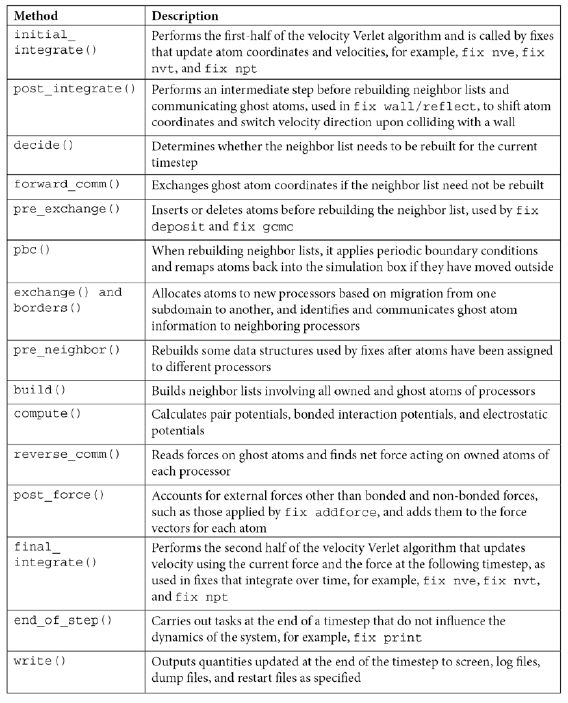 Method Description
initial_ Performs the first-half of the velocity Verlet algorithm and is called by fixes
integrate() that update atom coordinates and velocities, for example, fix nve, fix
nvt, and fix npt
post_integrate() Performs an intermediate step before rebuilding neighbor lists and
communicating ghost atoms, used in fix wall/reflect, to shift atom
coordinates and switch velocity direction upon colliding with a wall
decide() Determines whether the neighbor list needs to be rebuilt for the current
timestep
forward_comm() Exchanges ghost atom coordinates if the neighbor list need not be rebuilt
pre_exchange() Inserts or deletes atoms before rebuilding the neighbor list, used by fix
deposit and fix gcmc
pbc() When rebuilding neighbor lists, it applies periodic boundary conditions
and remaps atoms back into the simulation box if they have moved outside
exchange() and Allocates atoms to new processors based on migration from one
borders() subdomain to another, and identifies and communicates ghost atom
information to neighboring processors
pre_neighbor() Rebuilds some data structures used by fixes after atoms have been assigned
to different processors
build() Builds neighbor lists involving all owned and ghost atoms of processors
compute() Calculates pair potentials, bonded interaction potentials, and electrostatic
potentials
reverse_comm() Reads forces on ghost atoms and finds net force acting on owned atoms of
each processor
post_force() Accounts for external forces other than bonded and non-bonded forces,
such as those applied by fix addforce, and adds them to the force
vectors for each atom
final_ Performs the second half of the velocity Verlet algorithm that updates
integrate() velocity using the current force and the force at the following timestep, as
used in fixes that integrate over time, for example, fix nve, fix nvt,
and fix npt
end_of_step() Carries out tasks at the end of a timestep that do not influence the
dynamics of the system, for example, fix print
write() Outputs quantities updated at the end of the timestep to screen, log files,
dump files, and restart files as specified